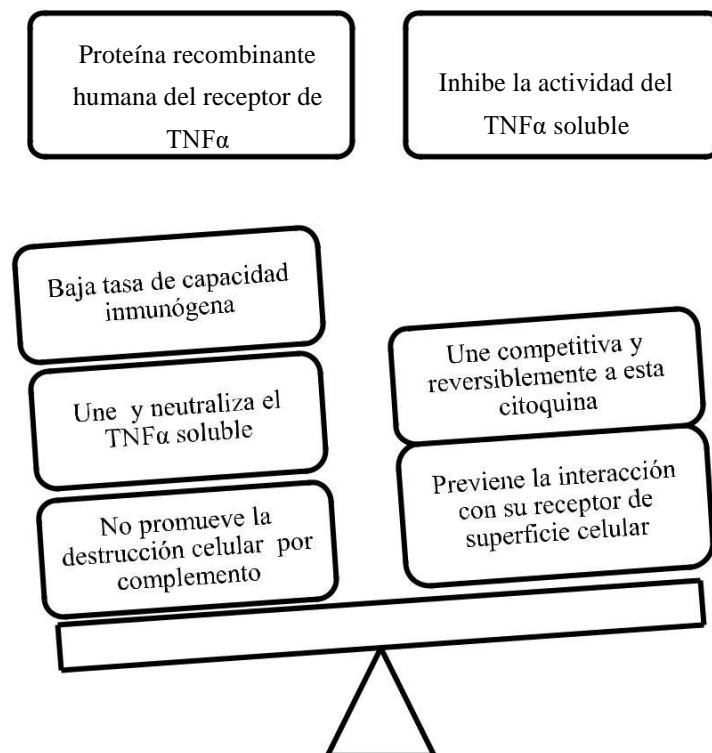 Proteína recombinante
humana del receptor de
TNFα
Inhibe la actividad del
TNFα soluble
Baja tasa de capacidad
inmunógena
Une y neutraliza el
TNFα soluble
No promueve la
destrucción celular por
complemento
Une competitiva y
reversiblemente a esta
citoquina
Previene la interacción
con su receptor de
superficie celular